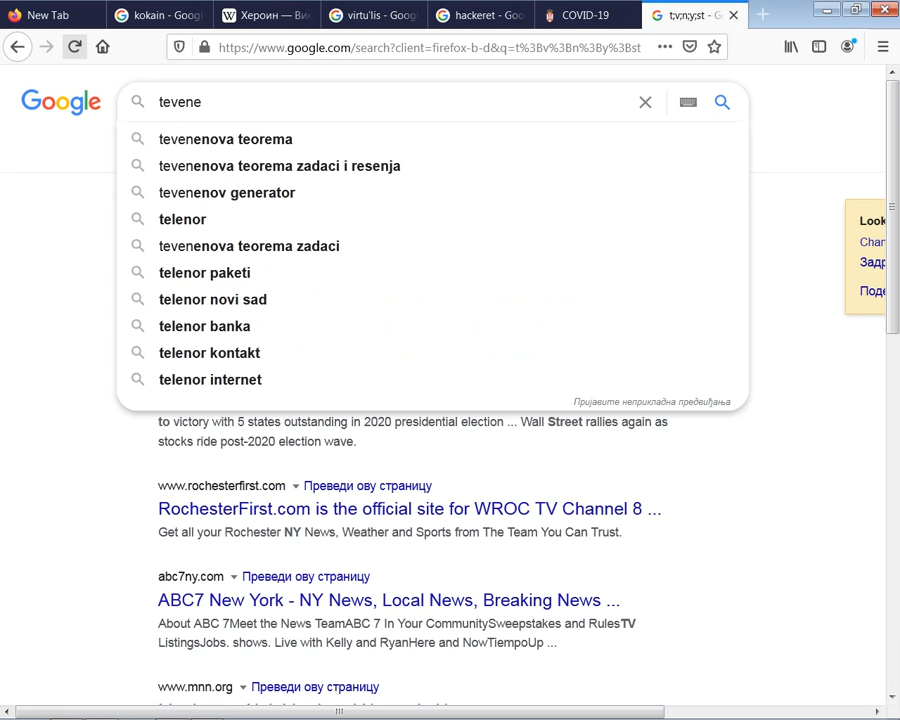 New Tab
kokain - Goog
Хероин — Ви
virtu'lis - Goog
hackeret - Goo
COVID-19
t;v;n;y;st - G
https://www.google.com/search?client=firefox-b-d&q=t%3Bv%3Bn%3By%3Bst
Google
tevene
tevenenova teorema
tevenenova teorema zadaci i resenja
tevenenov generator
telenor
tevenenova teorema zadaci
telenor paketi
telenor novi sad
telenor banka
telenor kontakt
telenor internet
Пријавите неприкладна предвиђања
Look
Char
Задр
Поде
to victory with 5 states outstanding in 2020 presidential election ... Wall Street rallies again as
stocks ride post-2020 election wave.
www.rochesterfirst.com Преведи ову страницу
RochesterFirst.com is the official site for WROC TV Channel 8 ...
Get all your Rochester NY News, Weather and Sports from The Team You Can Trust.
abc7ny.com Преведи ову страницу
ABC7 New York - NY News, Local News, Breaking News ...
About ABC 7Meet the News TeamABC 7 In Your CommunitySweepstakes and RulesTV
ListingsJobs. shows. Live with Kelly and RyanHere and NowTiempoUp ...
www.mnn.org Преведи ову страницу